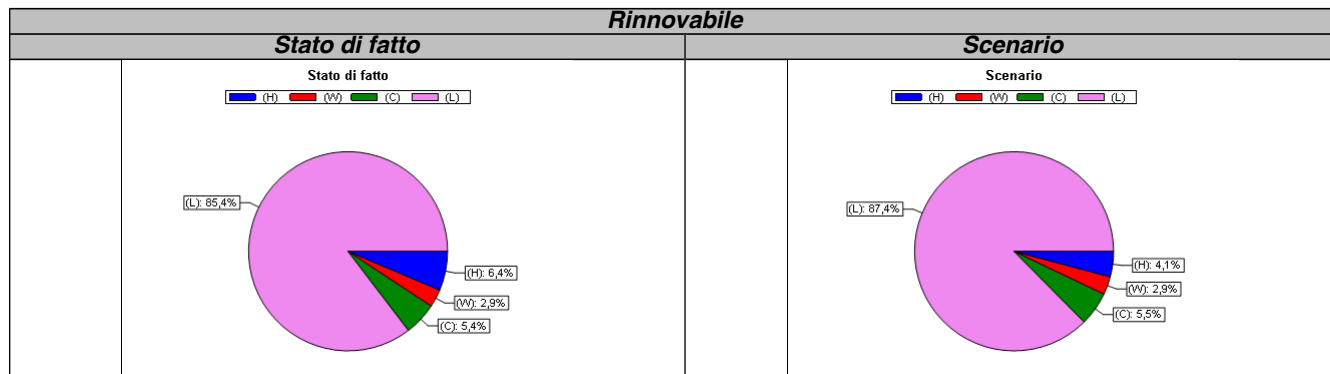 Rinnovabile
Stato di fatto
Scenario
Stato di fatto
(H) (W) (C) (L)
(L): 85,4%
(H): 6,4%
(W): 2,9%
(C): 5,4%
Scenario
(H) (W) (C) (L)
(L): 87,4%
(H): 4,1%
(W): 2,9%
(C): 5,5%